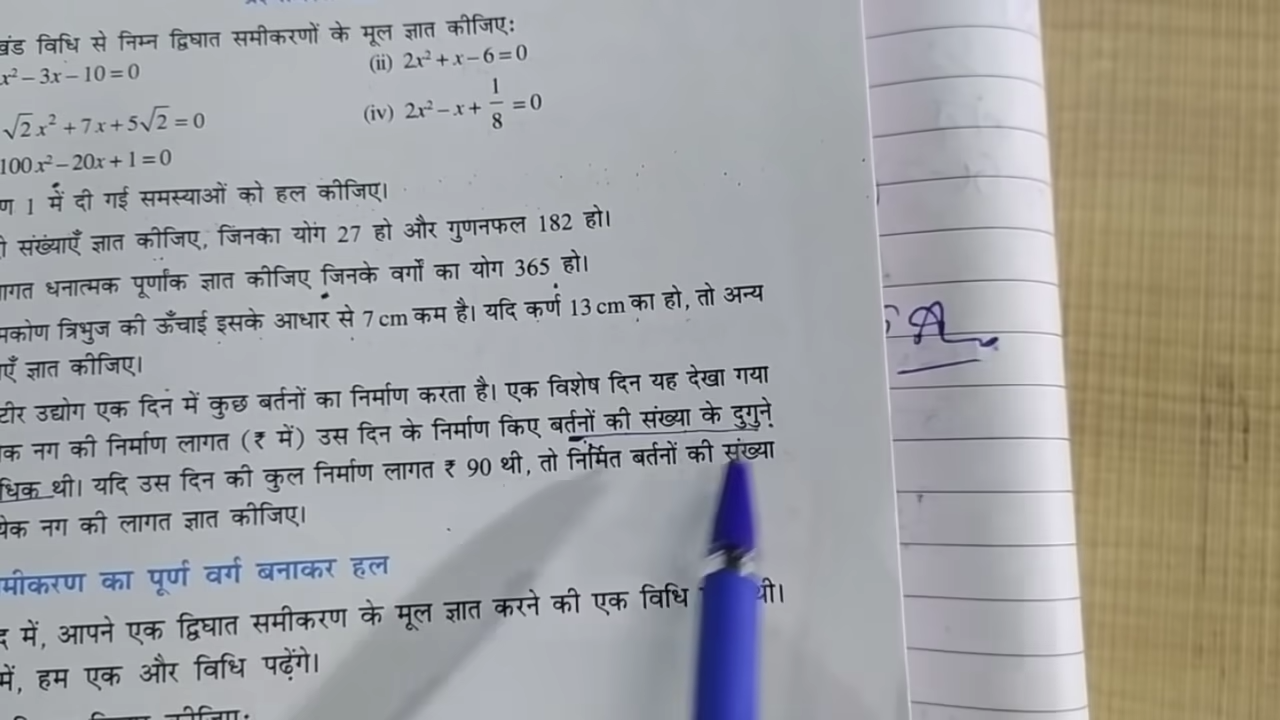 खंड विधि से निम्न द्विघात समीकरणों के मूल ज्ञात कीजिए:
x² – 3x – 10 = 0 (ii) 2x² + x – 6 = 0
√2 x² + 7x + 5√2 = 0 (iv) 2x² – x + 1/8 = 0
100 x² – 20x + 1 = 0
ण 1 में दी गई समस्याओं को हल कीजिए।
संख्याएँ ज्ञात कीजिए, जिनका योग 27 हो और गुणनफल 182 हो।
गत धनात्मक पूर्णांक ज्ञात कीजिए जिनके वर्गों का योग 365 हो।
मकोण त्रिभुज की ऊँचाई इसके आधार से 7 cm कम है। यदि कर्ण 13 cm का हो, तो अन्य
एँ ज्ञात कीजिए।
टीर उद्योग एक दिन में कुछ बर्तनों का निर्माण करता है। एक विशेष दिन यह देखा गया
क नग की निर्माण लागत (₹ में) उस दिन के निर्माण किए बर्तनों की संख्या के दुगुने
धिक थी। यदि उस दिन की कुल निर्माण लागत ₹ 90 थी, तो निर्मित बर्तनों की संख्या
येक नग की लागत ज्ञात कीजिए।
मीकरण का पूर्ण वर्ग बनाकर हल
द में, आपने एक द्विघात समीकरण के मूल ज्ञात करने की एक विधि थी।
में, हम एक और विधि पढ़ेंगे।
कीजिए: